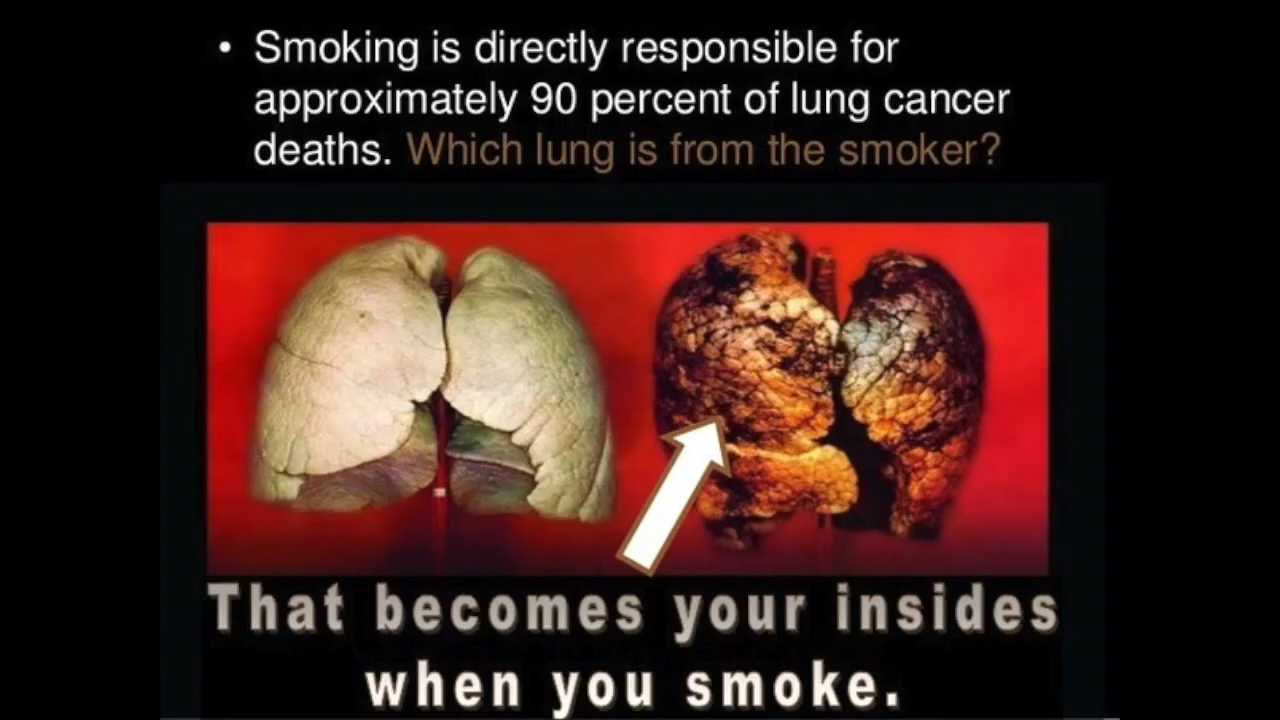 • Smoking is directly responsible for
approximately 90 percent of lung cancer
deaths. Which lung is from the smoker?
That becomes your insides
when you smoke.